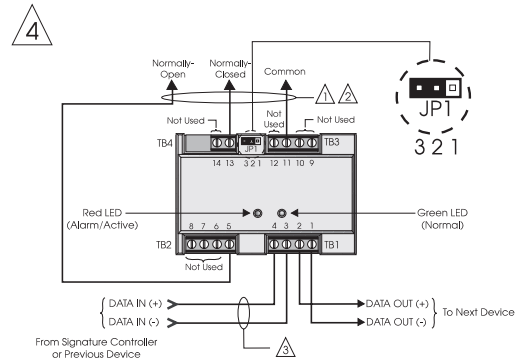 4
Normally-
Open
Normally-
Closed
Common
1 2
JP1
3 2 1
Not Used
Not
Used
Not Used
TB4
JP1
TB3
14 13 3 2 1 12 11 10 9
Red LED
(Alarm/Active)
Green LED
(Normal)
8 7 6 5 4 3 2 1
TB2
Not Used
TB1
DATA IN (+)
DATA IN (-)
DATA OUT (+)
DATA OUT (-)
To Next Device
From Signature Controller
or Previous Device
3